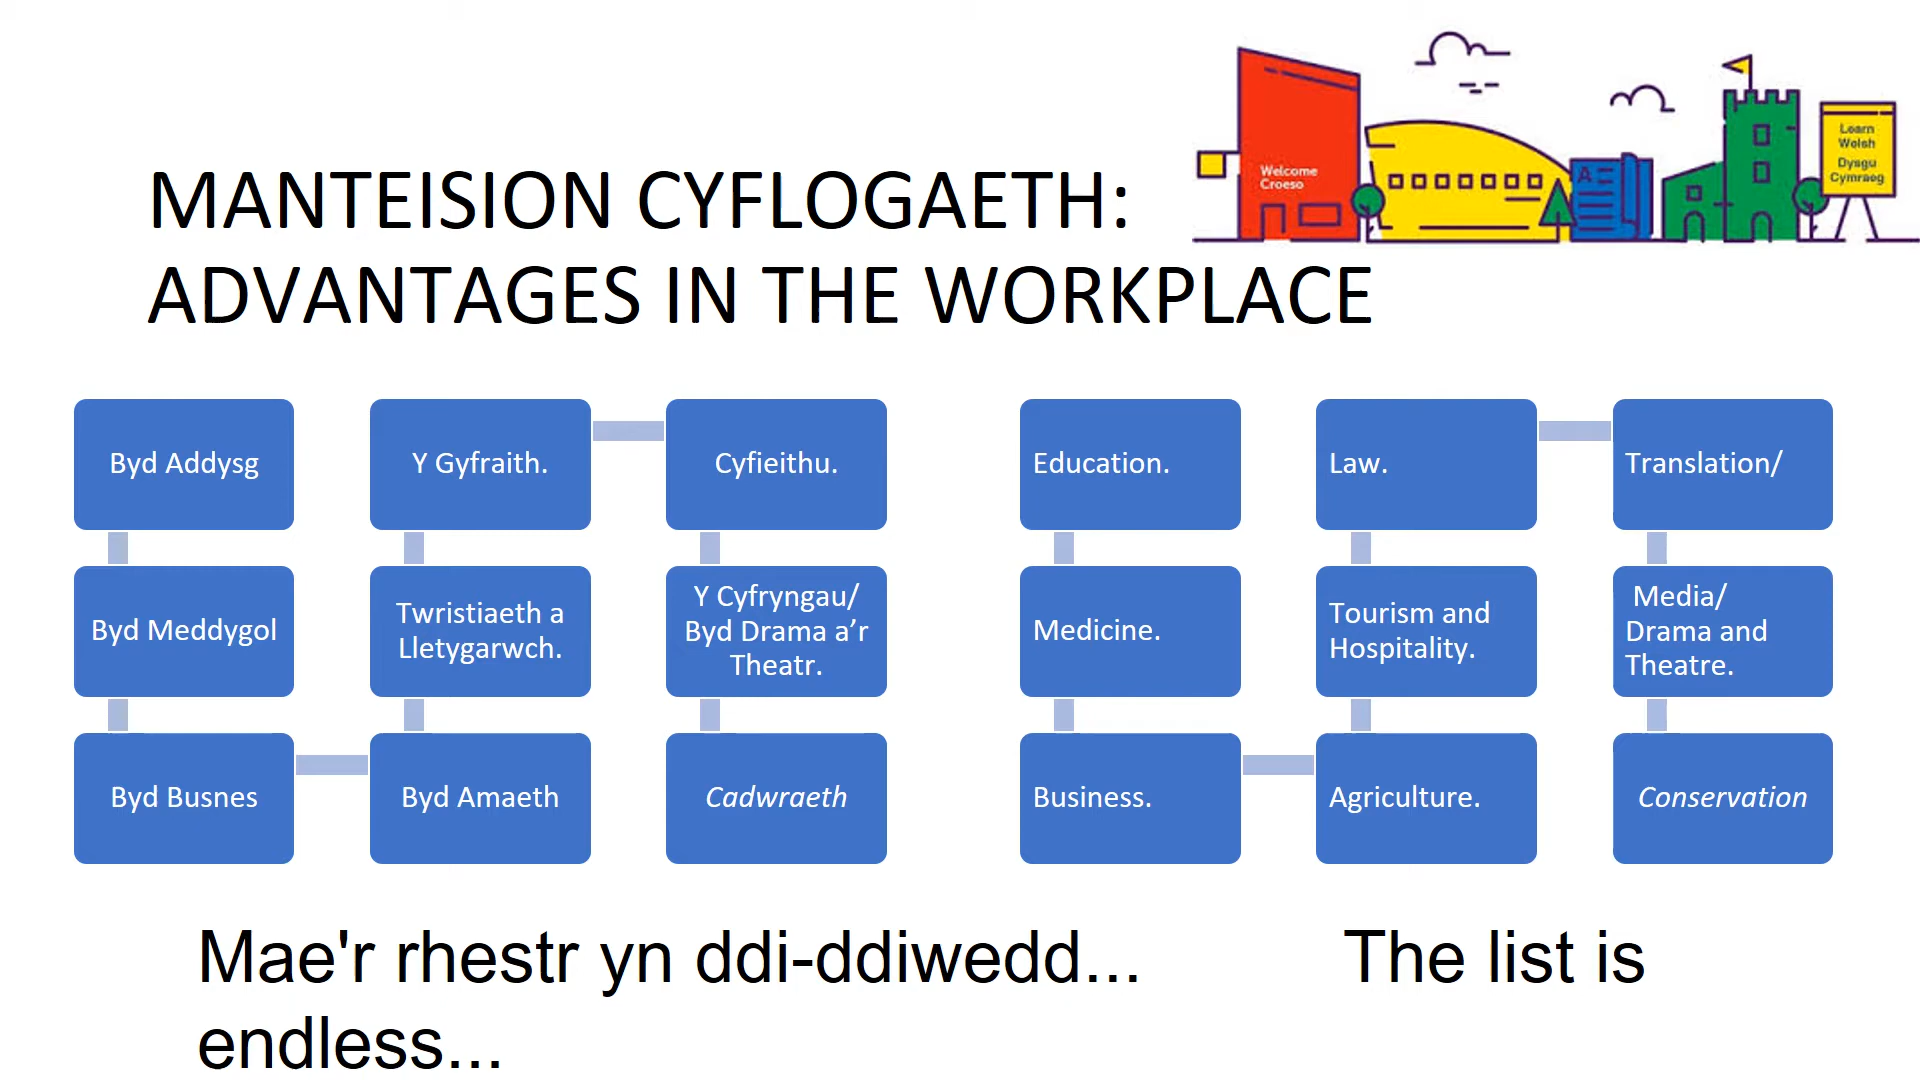 Welcome
Croeso
A
Learn
Welsh
Dysgu
Cymraeg
MANTEISION CYFLOGAETH:
ADVANTAGES IN THE WORKPLACE
Byd Addysg
Byd Meddygol
Byd Busnes
Byd Amaeth
Twristiaeth a
Lletygarwch.
Y Gyfraith.
Cyfieithu.
Y Cyfryngau/
Byd Drama a’r
Theatr.
Cadwraeth
Education.
Medicine.
Business.
Agriculture.
Tourism and
Hospitality.
Law.
Translation/
Media/
Drama and
Theatre.
Conservation
Mae'r rhestr yn ddi-ddiwedd... The list is
endless...